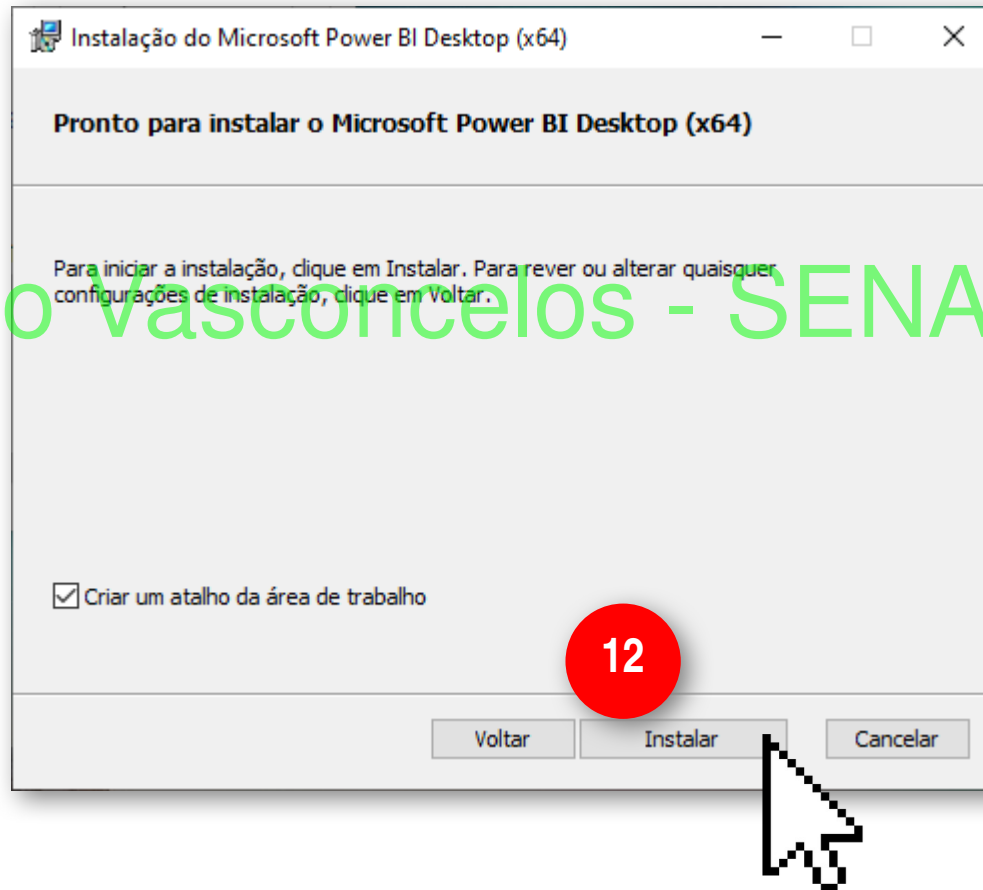 Instalação do Microsoft Power BI Desktop (x64)
Pronto para instalar o Microsoft Power BI Desktop (x64)
Para iniciar a instalação, clique em Instalar. Para rever ou alterar quaisquer
configurações de instalação, clique em Voltar.
o Vasconcelos - SENA
Criar um atalho da área de trabalho
12
Voltar
Instalar
Cancelar